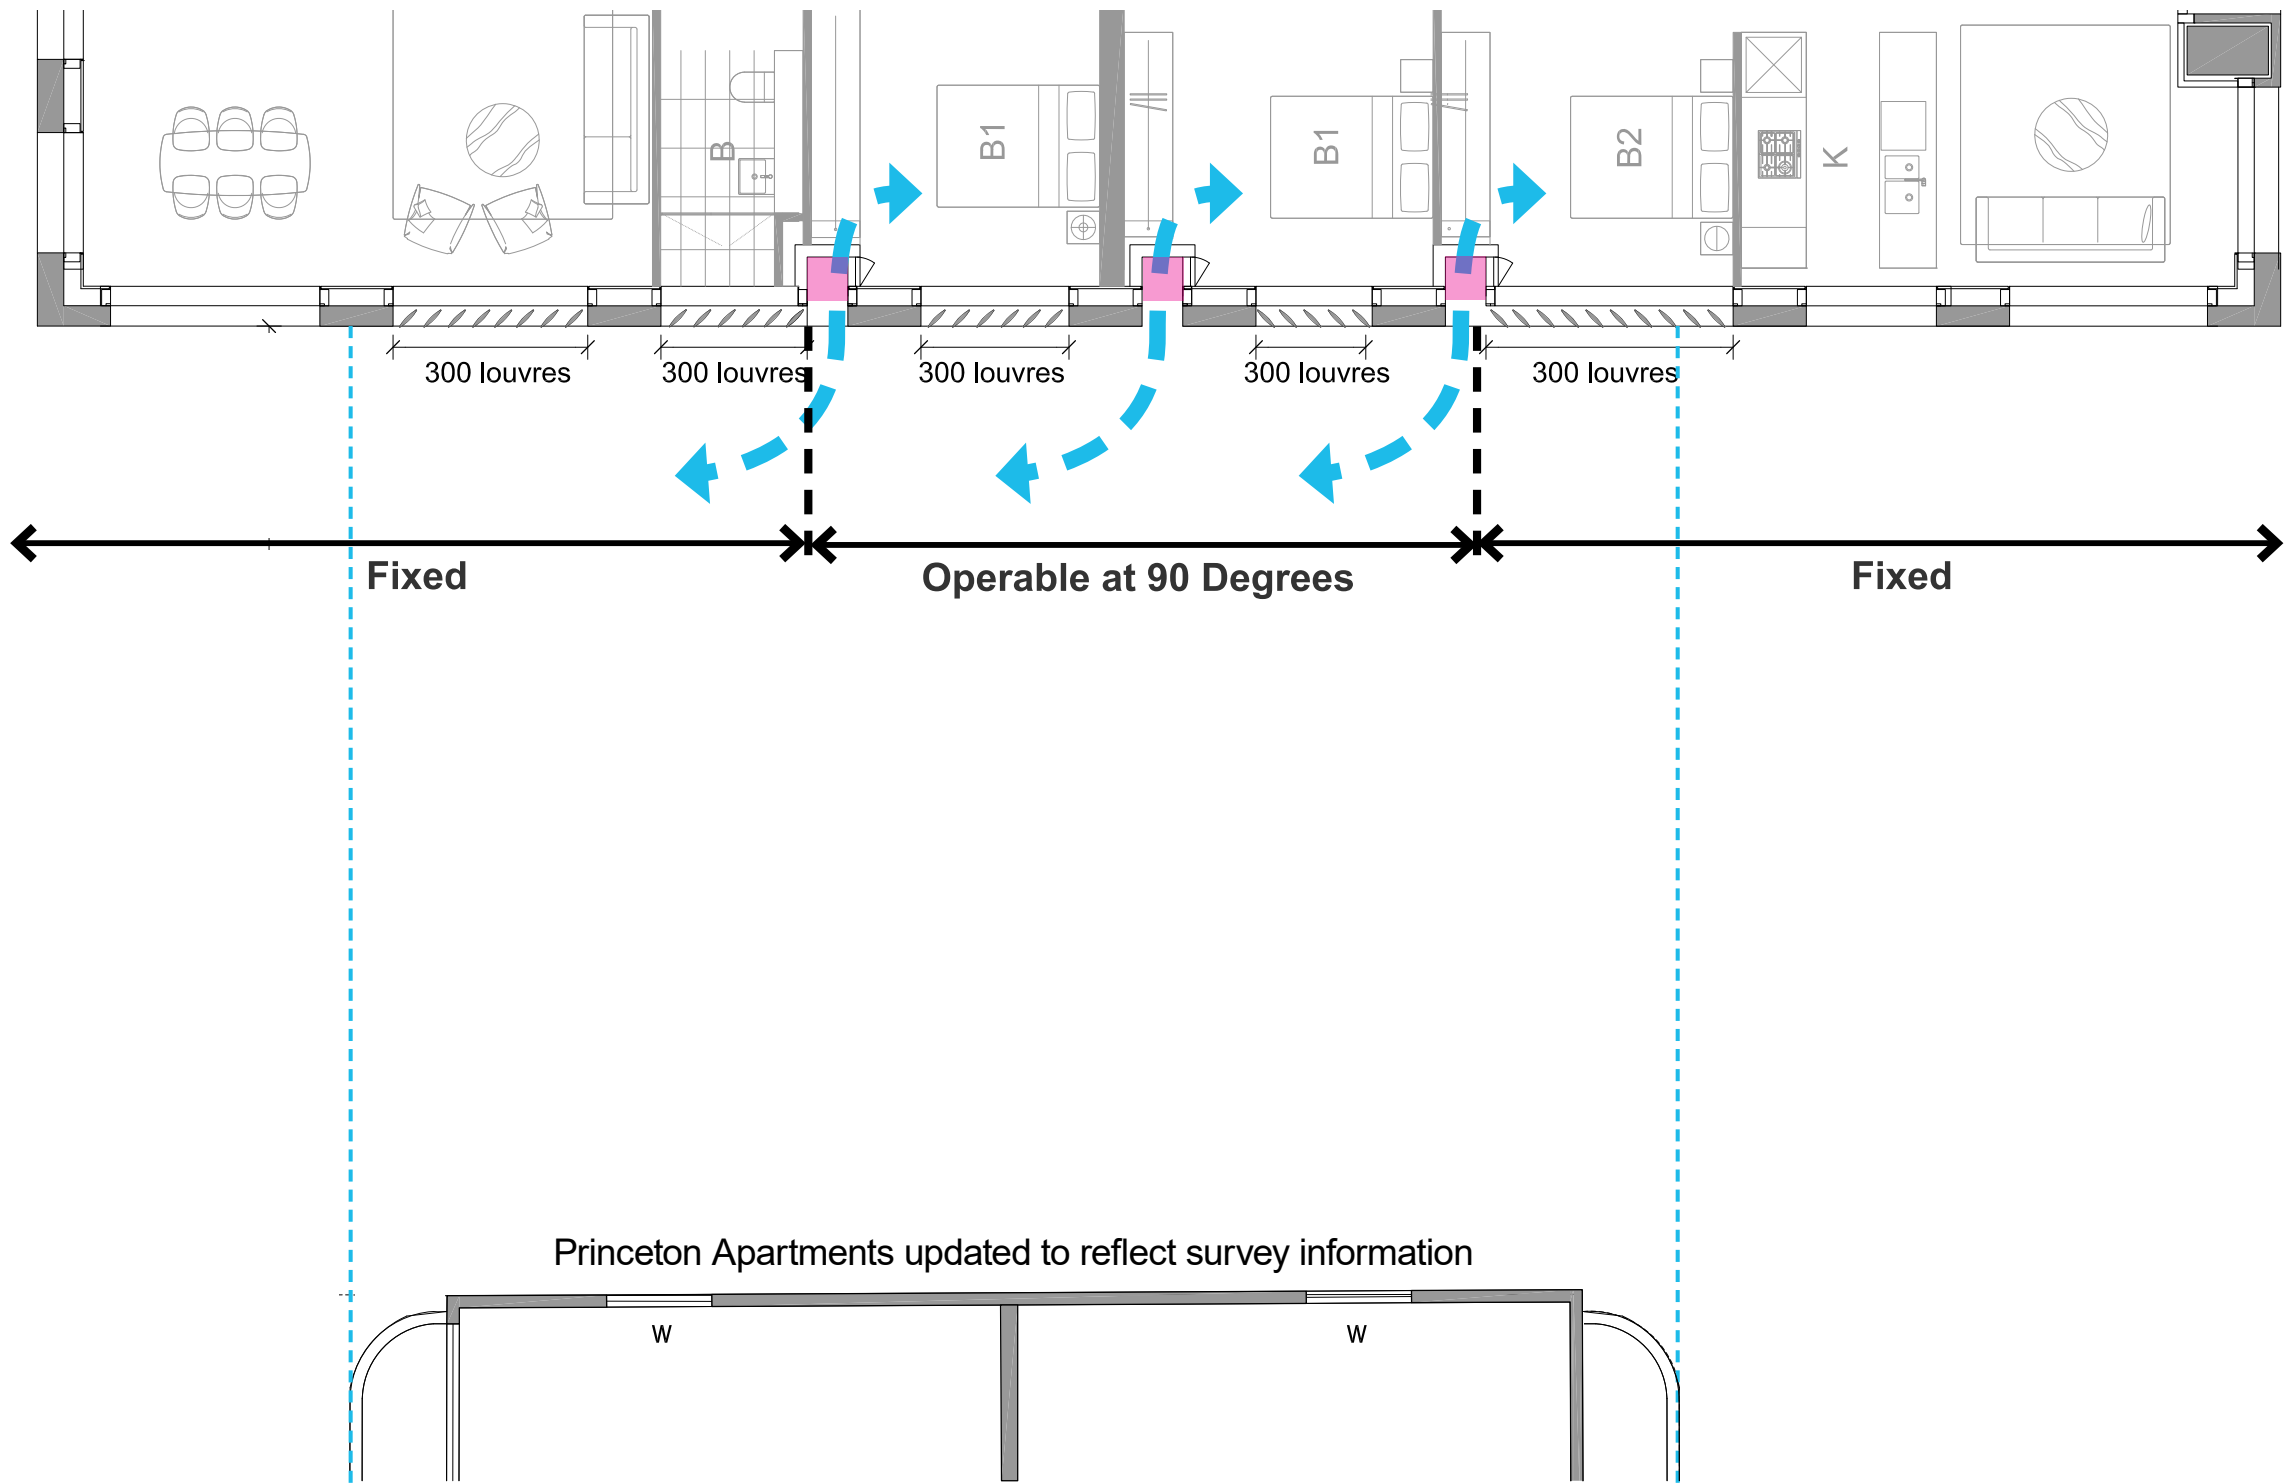 B
B1
B1
B2
K
300 louvres
300 louvres
300 louvres
300 louvres
300 louvres
Fixed
Operable at 90 Degrees
Fixed
Princeton Apartments updated to reflect survey information
W
W